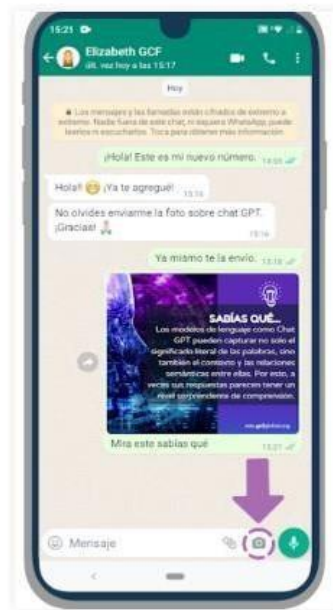 15:21
Elizabeth GCF
últ. vez hoy a las 15:17
Hoy
Los mensajes y las llamadas están cifrados de extremo a
extremo. Nadie fuera de este chat, ni siquiera WhatsApp, puede
leerlos ni escucharlos. Toca para obtener más información.
¡Hola! Este es mi nuevo número.
Hola!! ¡Ya te agregué!
15:16
No olvides enviarme la foto sobre chat GPT.
¡Gracias!
15:16
Ya mismo te la envío.
SABÍAS QUÉ...
Los modelos de lenguaje como Chat
GPT pueden capturar no solo el
significado literal de las palabras, sino
también el contexto y las relaciones
semánticas entre ellas. Por esto, a
veces sus respuestas parecen tener un
nivel sorprendente de comprensión.
Mira este sabías qué
15:21
Mensaje